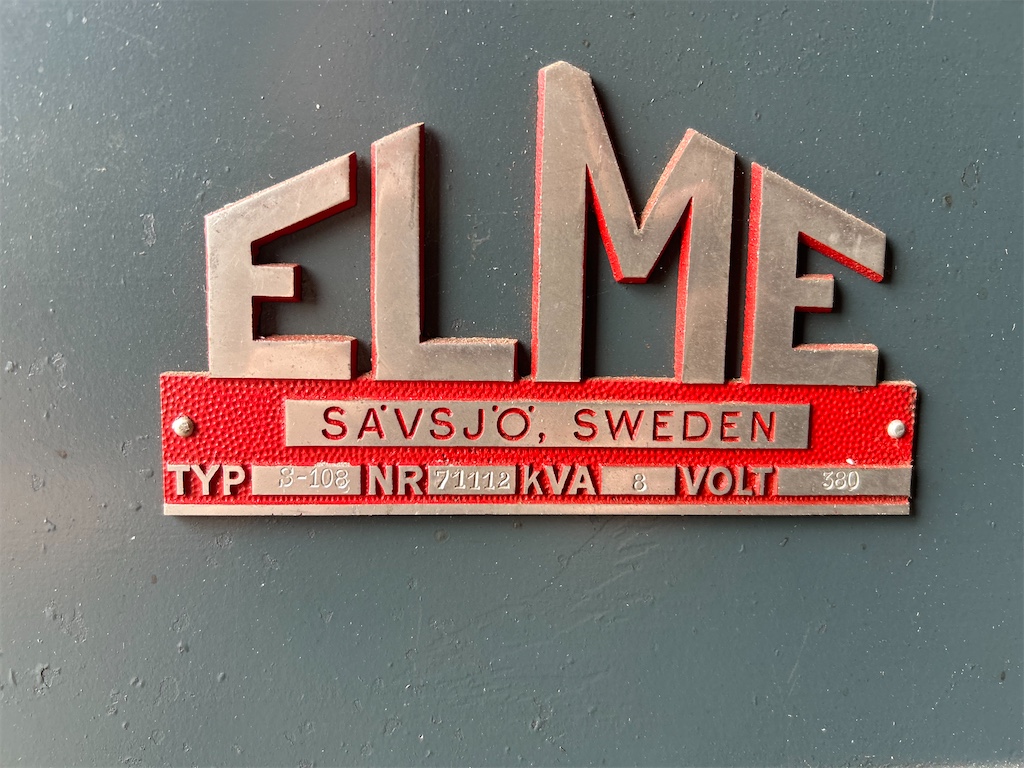 ELME
SÄVSJÖ, SWEDEN
TYP S-108 NR 71112 kVA 8 VOLT 380